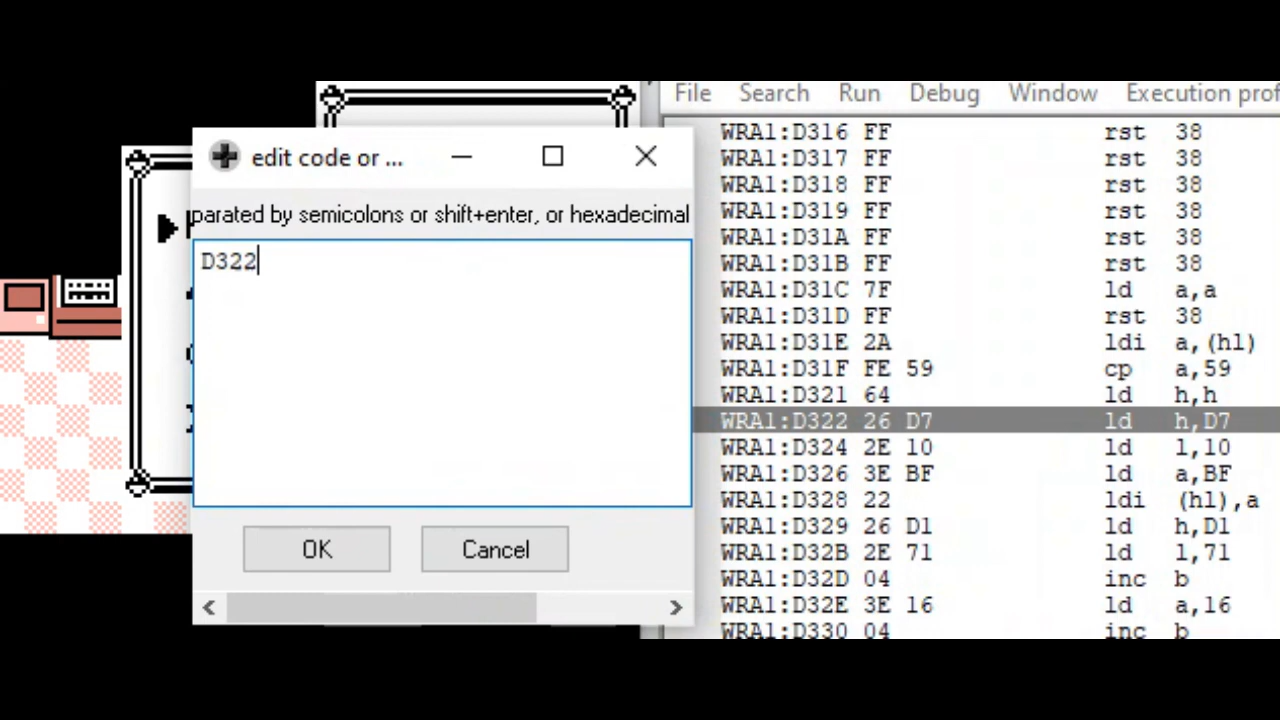 File Search Run Debug Window Execution prof
edit code or ...
parated by semicolons or shift+enter, or hexadecimal
D322
OK Cancel
WRA1:D316 FF rst 38
WRA1:D317 FF rst 38
WRA1:D318 FF rst 38
WRA1:D319 FF rst 38
WRA1:D31A FF rst 38
WRA1:D31B FF rst 38
WRA1:D31C 7F ld a,a
WRA1:D31D FF rst 38
WRA1:D31E 2A ldi a,(hl)
WRA1:D31F FE 59 cp a,59
WRA1:D321 64 ld h,h
WRA1:D322 26 D7 ld h,D7
WRA1:D324 2E 10 ld l,10
WRA1:D326 3E BF ld a,BF
WRA1:D328 22 ldi (hl),a
WRA1:D329 26 D1 ld h,D1
WRA1:D32B 2E 71 ld l,71
WRA1:D32D 04 inc b
WRA1:D32E 3E 16 ld a,16
WRA1:D330 04 inc b